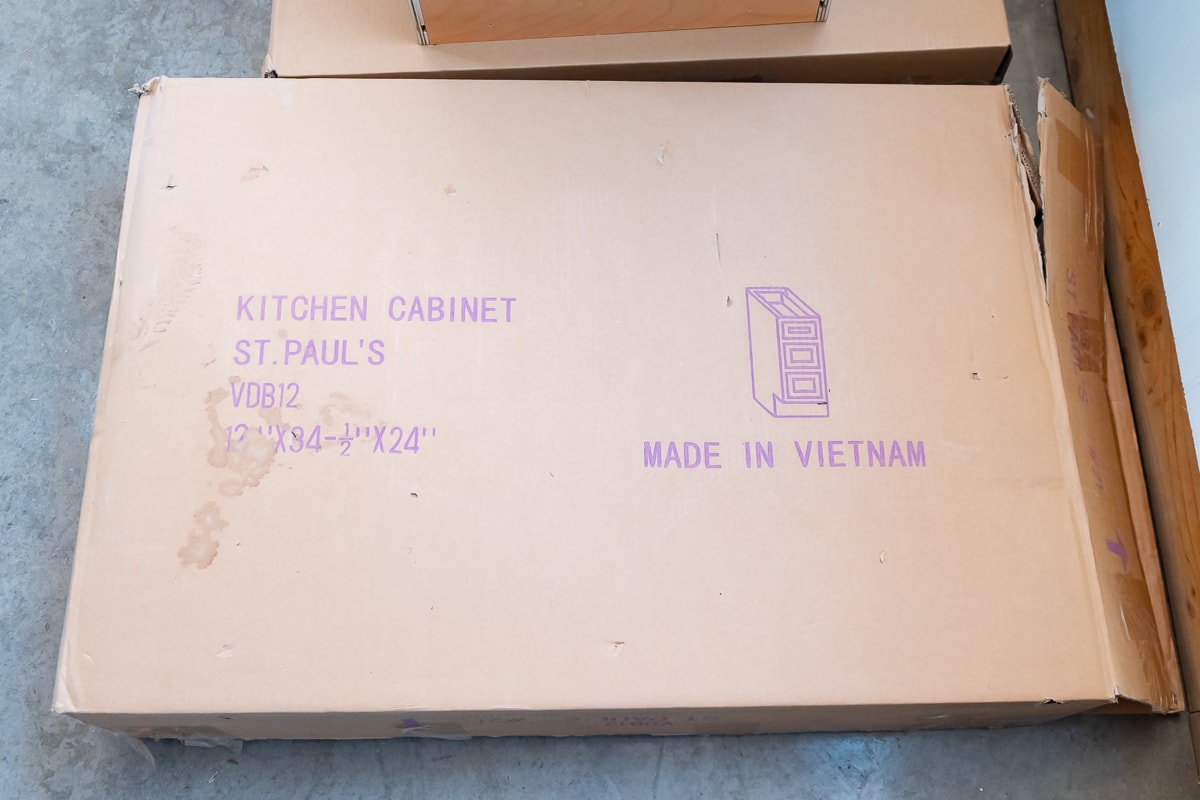 KITCHEN CABINET
ST.PAUL'S
VDB12
12''X34-½''X24''
MADE IN VIETNAM